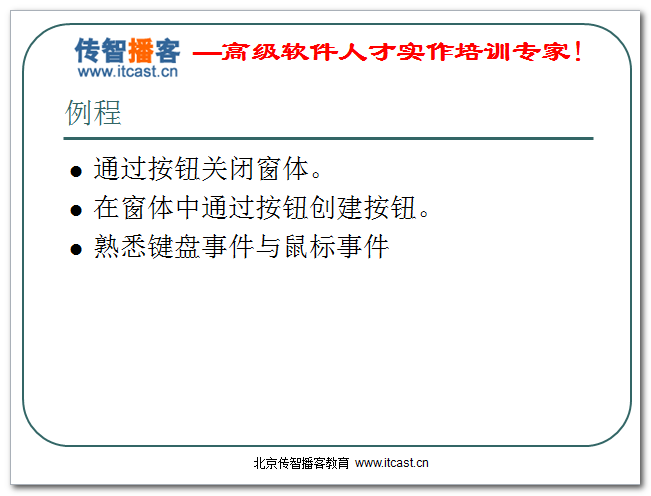 传智播客 —高级软件人才实作培训专家!
www.itcast.cn
例程
● 通过按钮关闭窗体。
● 在窗体中通过按钮创建按钮。
● 熟悉键盘事件与鼠标事件
北京传智播客教育 www.itcast.cn